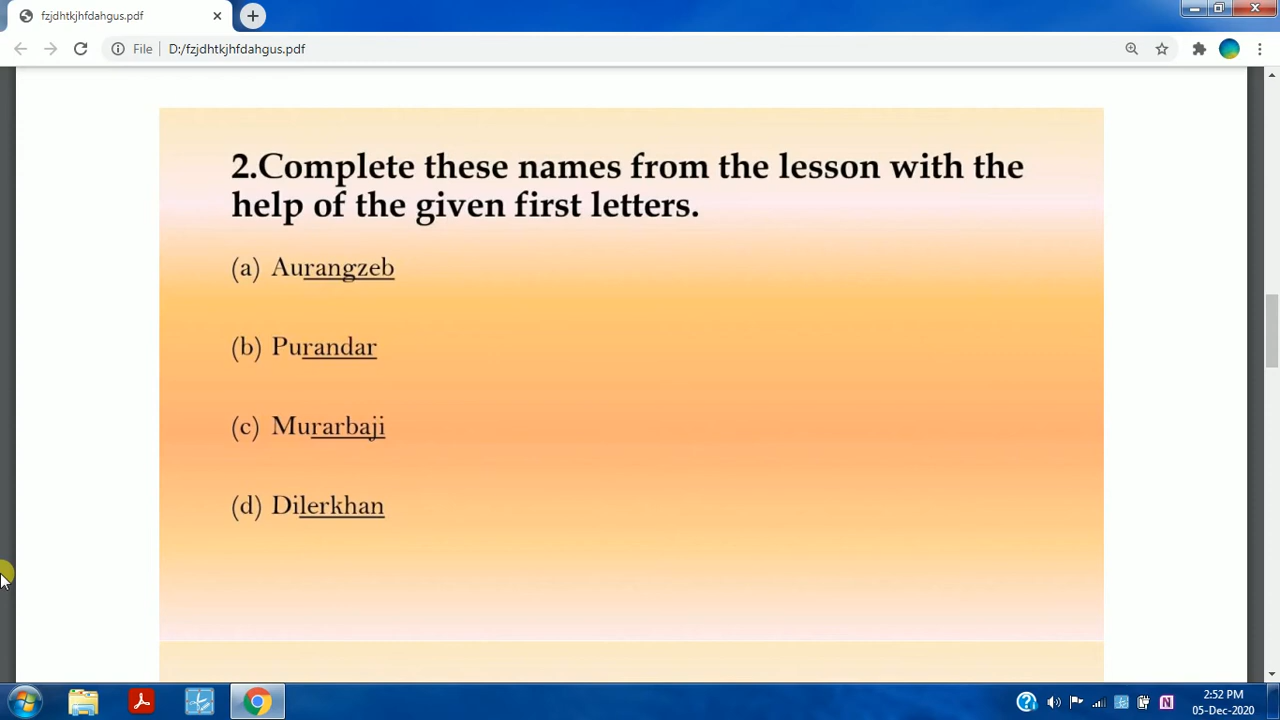 fzjdhtkjhfdahgus.pdf
File D:/fzjdhtkjhfdahgus.pdf
2.Complete these names from the lesson with the
help of the given first letters.
(a) Aurangzeb
(b) Purandar
(c) Murarbaji
(d) Dilerkhan
2:52 PM
05-Dec-2020